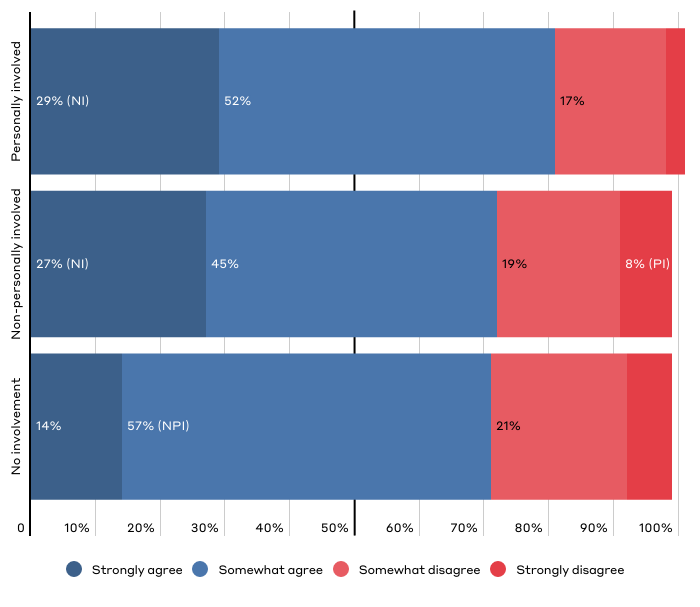 Personally involved
29% (NI) 52% 17%
Non-personally involved
27% (NI) 45% 19% 8% (PI)
No involvement
14% 57% (NPI) 21%
0 10% 20% 30% 40% 50% 60% 70% 80% 90% 100%
Strongly agree Somewhat agree Somewhat disagree Strongly disagree